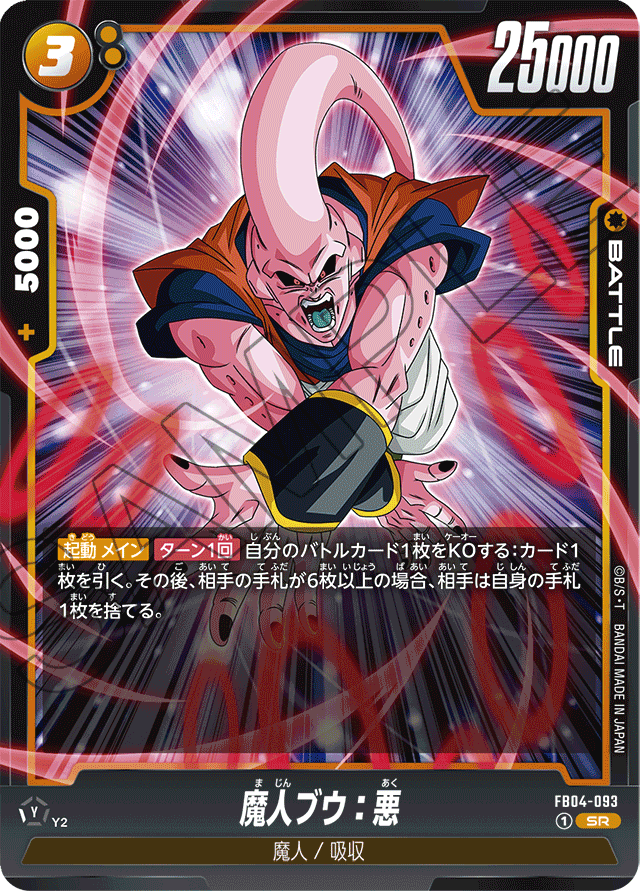 3
25000
+ 5000
BATTLE
SAMPLE
起動 メイン ターン1回 自分のバトルカード1枚をKOする：カード1
枚を引く。その後、相手の手札が6枚以上の場合、相手は自身の手札
1枚を捨てる。
©B/S・T BANDAI MADE IN JAPAN
Y Y2
魔人ブウ：悪
FB04-093
1 SR
魔人 / 吸収